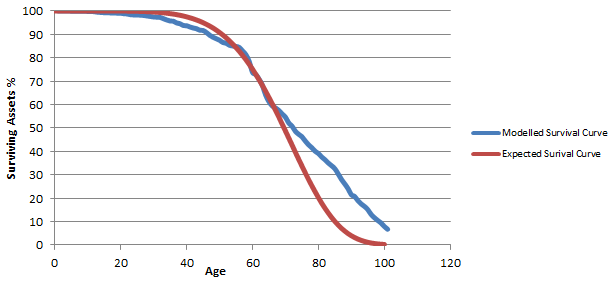 100
90
80
70
60
50
40
30
20
10
0
Surviving Assets %
0 20 40 60 80 100 120
Age
Modelled Survival Curve
Expected Surival Curve